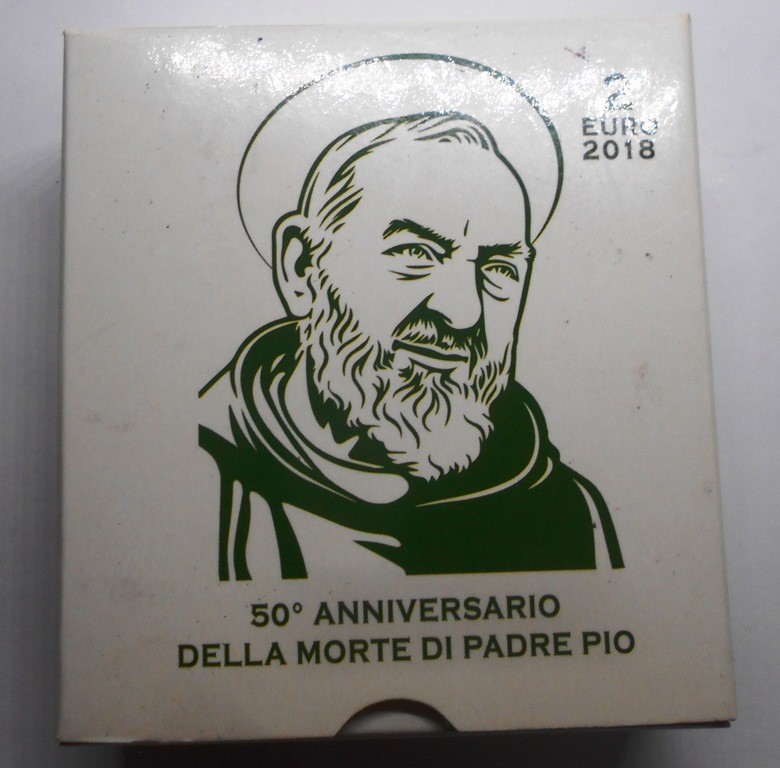 2
EURO
2018
50° ANNIVERSARIO
DELLA MORTE DI PADRE PIO